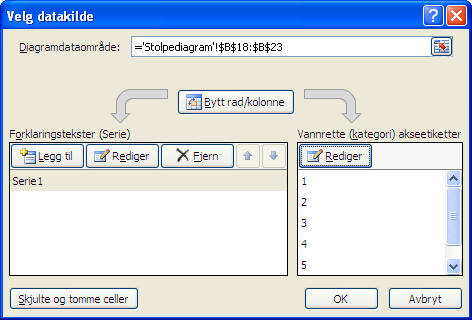 Velg datakilde
Diagramdataområde: ='Stolpediagram'!$B$18:$B$23
Bytt rad/kolonne
Forklaringstekster (Serie)
Vannrette (kategori) akseetiketter
Legg til Rediger Fjern
Rediger
Serie1
1
2
3
4
5
Skjulte og tomme celler
OK Avbryt